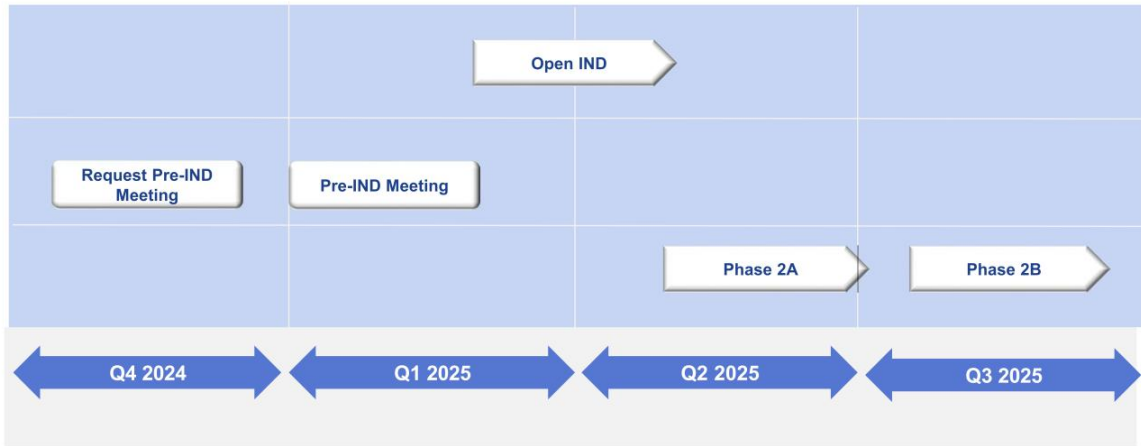 Open IND
Request Pre-IND
Meeting
Pre-IND Meeting
Phase 2A
Phase 2B
Q4 2024
Q1 2025
Q2 2025
Q3 2025